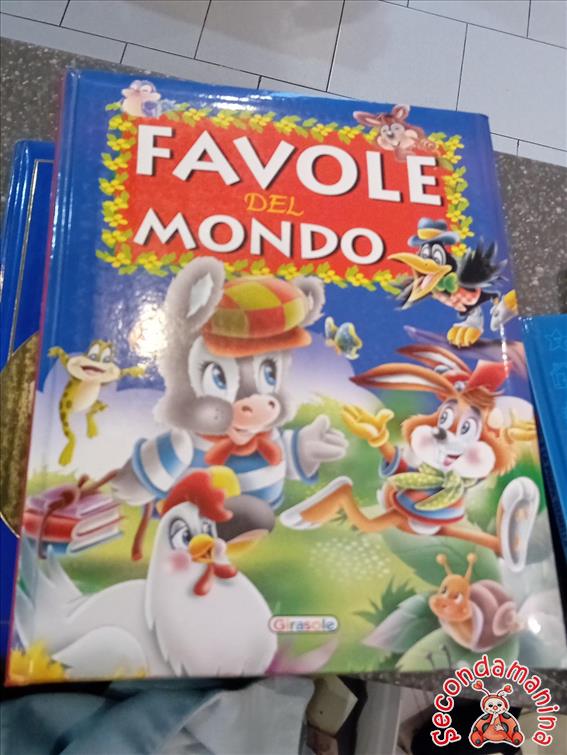 FAVOLE
DEL
MONDO
Girasole
secondamanina